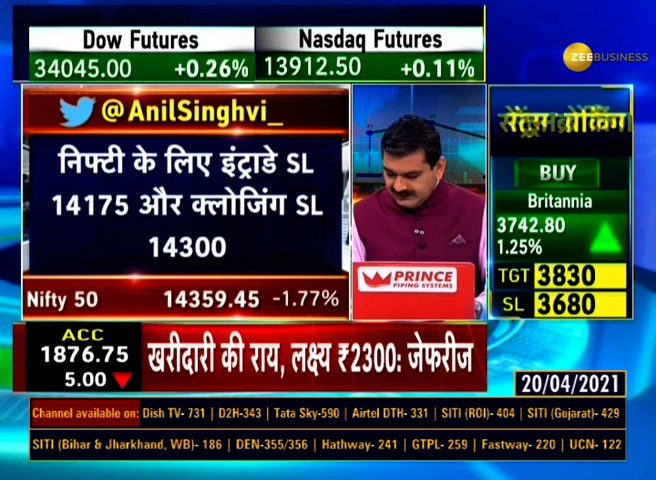 Dow Futures
34045.00 +0.26%
Nasdaq Futures
13912.50 +0.11%
ZEEBUSINESS
@AnilSinghvi_
निफ्टी के लिए इंट्राडे SL
14175 और क्लोजिंग SL
14300
Nifty 50 14359.45 -1.77%
PRINCE
PIPING SYSTEMS
BUY
Britannia
3742.80
1.25%
TGT 3830
SL 3680
ACC
1876.75
5.00
खरीदारी की राय, लक्ष्य ₹2300: जेफरीज
20/04/2021
Channel available on: Dish TV- 731 | D2H-343 | Tata Sky-590 | Airtel DTH- 331 | SITI (ROI)- 404 | SITI (Gujarat)- 429
SITI (Bihar & Jharkhand, WB)- 186 | DEN-355/356 | Hathway- 241 | GTPL- 259 | Fastway- 220 | UCN- 122